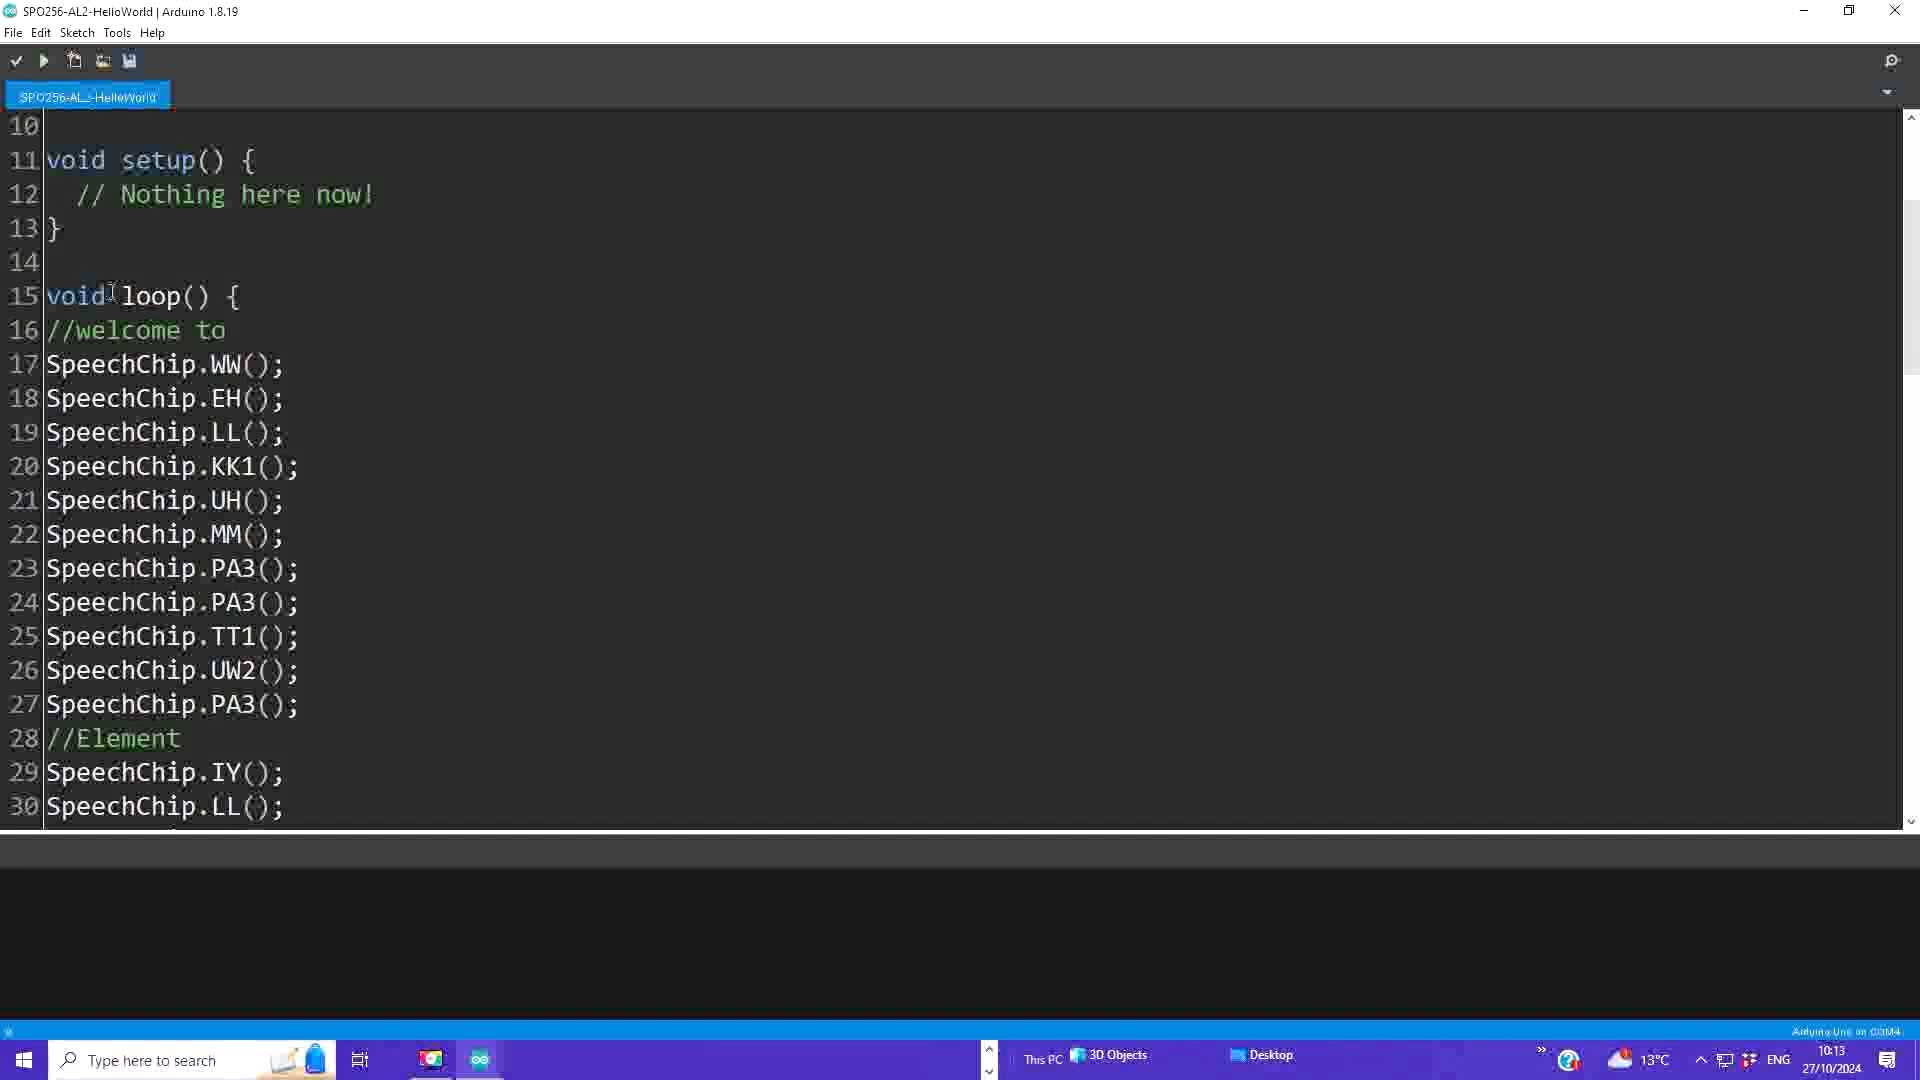 SPO256-AL2-HelloWorld | Arduino 1.8.19
File Edit Sketch Tools Help
SPO256-AL2-HelloWorld
10
11 void setup() {
12 // Nothing here now!
13 }
14
15 void loop() {
16 //welcome to
17 SpeechChip.WW();
18 SpeechChip.EH();
19 SpeechChip.LL();
20 SpeechChip.KK1();
21 SpeechChip.UH();
22 SpeechChip.MM();
23 SpeechChip.PA3();
24 SpeechChip.PA3();
25 SpeechChip.TT1();
26 SpeechChip.UW2();
27 SpeechChip.PA3();
28 //Element
29 SpeechChip.IY();
30 SpeechChip.LL();
Arduino Uno on COM4
Type here to search
This PC 3D Objects Desktop
13°C
ENG
10:13
27/10/2024